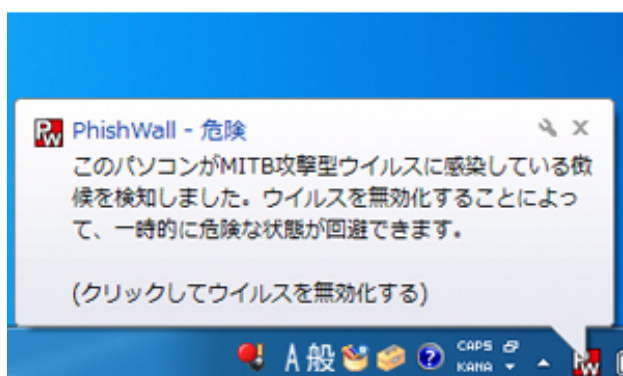 PhishWall - 危険
このパソコンがMITB攻撃型ウイルスに感染している徴
候を検知しました。ウイルスを無効化することによっ
て、一時的に危険な状態が回避できます。
(クリックしてウイルスを無効化する)
A 般 CAPS
KANA